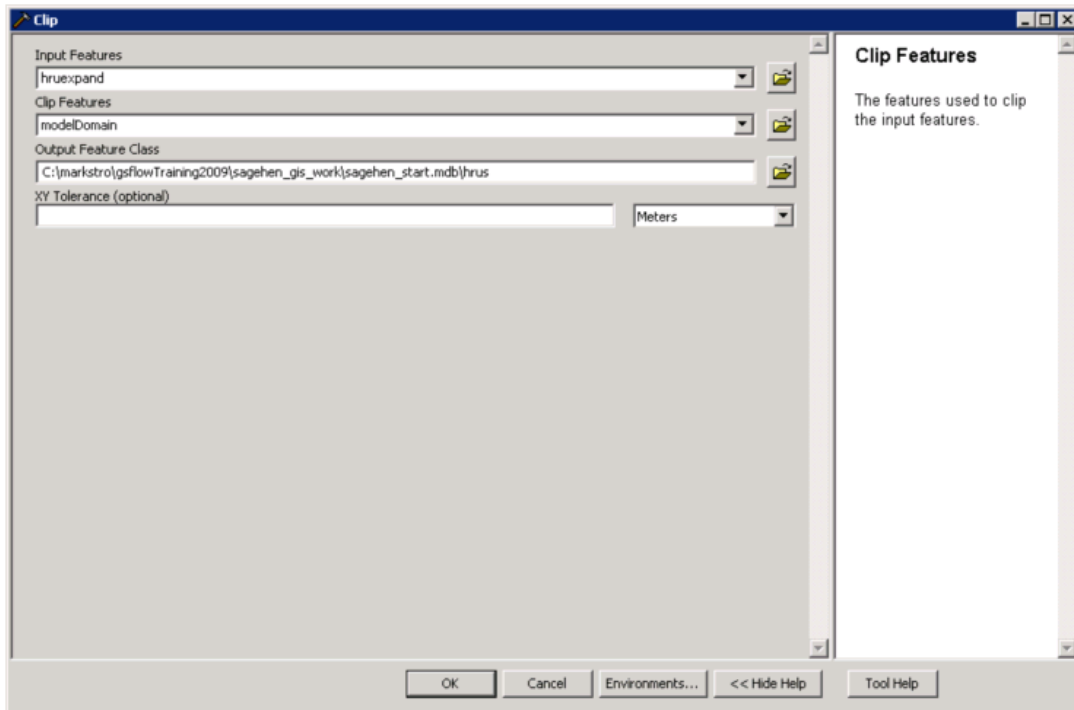 Clip
Input Features
hruexpand
Clip Features
modelDomain
Output Feature Class
C:\markstro\gsflowTraining2009\sagehen_gis_work\sagehen_start.mdb\hrus
XY Tolerance (optional)
Meters
Clip Features
The features used to clip
the input features.
OK
Cancel
Environments...
<< Hide Help
Tool Help